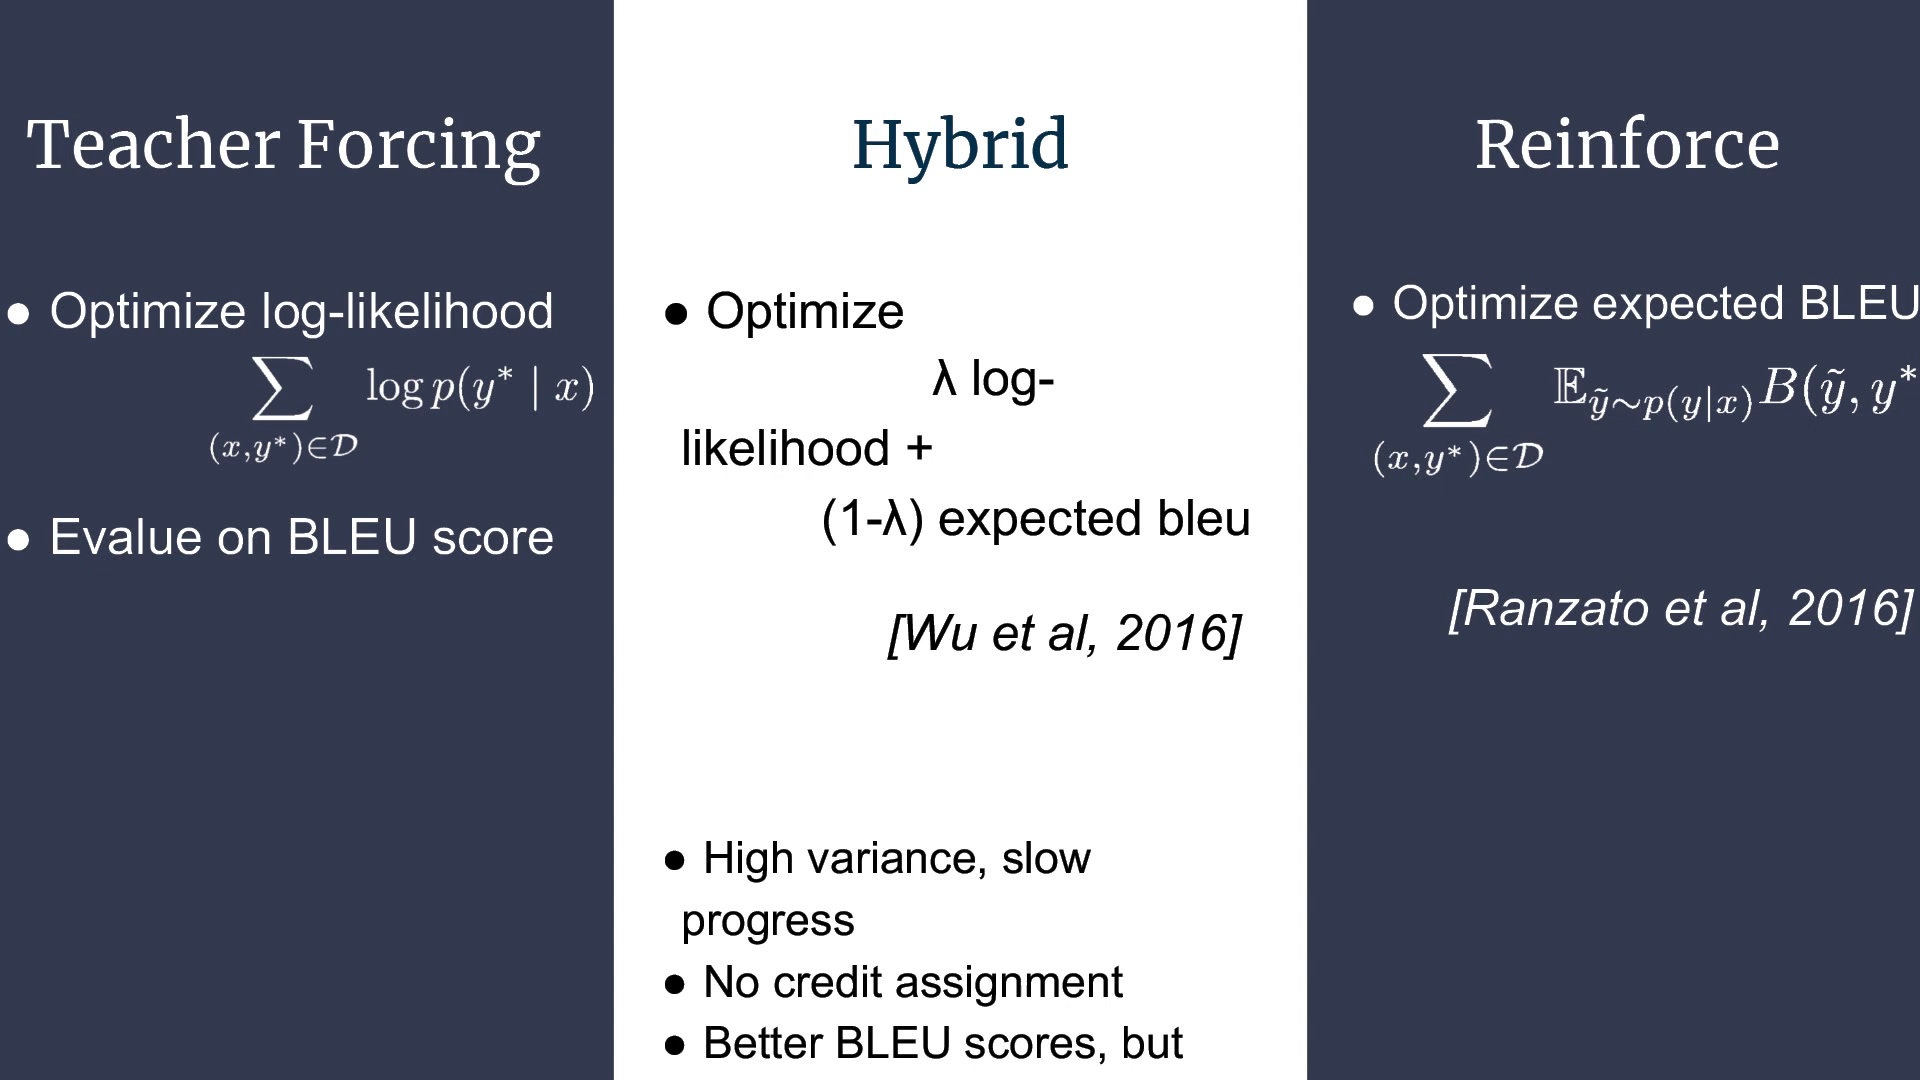 Teacher Forcing
● Optimize log-likelihood
∑ log p(y* | x)
(x,y*)∈𝒟
● Evalue on BLEU score
Hybrid
● Optimize
λ log-
likelihood +
(1-λ) expected bleu
[Wu et al, 2016]
● High variance, slow
progress
● No credit assignment
● Better BLEU scores, but
Reinforce
● Optimize expected BLEU
∑ 𝔼ỹ∼p(y|x) B(ỹ, y*
(x,y*)∈𝒟
[Ranzato et al, 2016]